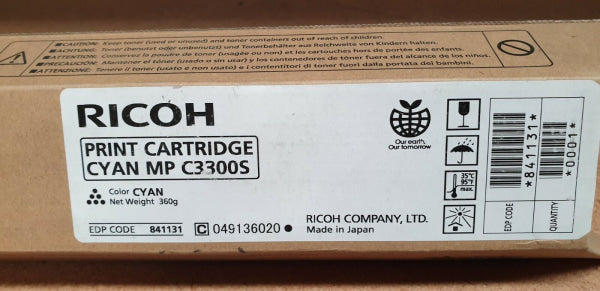 CAUTION: Keep toner (used or unused) and toner containers out of reach of children.
ACHTUNG: Toner (benutzt oder unbenutzt) und Tonerbehälter aus Reichweite von Kindern halten.
ATTENTION: Conservez la poudre de toner (usagée ou non) et les cartouches hors de portée des enfants.
PRECAUCIÓN: Mantener el tóner (usado o sin usar) y los contenedores de tóner fuera del alcance de los niños.
ATTENZIONE: Tenere il toner (usato e non usato) e i contenitori di toner fuori dalla portata dei bambini.
RICOH
PRINT CARTRIDGE
CYAN MP C3300S
Color CYAN
Net Weight 360g
EDP CODE 841131 C 049136020
Our earth,
Our tomorrow
RICOH COMPANY, LTD.
Made in Japan
35°C
95°F
max.
EDP CODE
*841131*
QUANTITY
*0001*